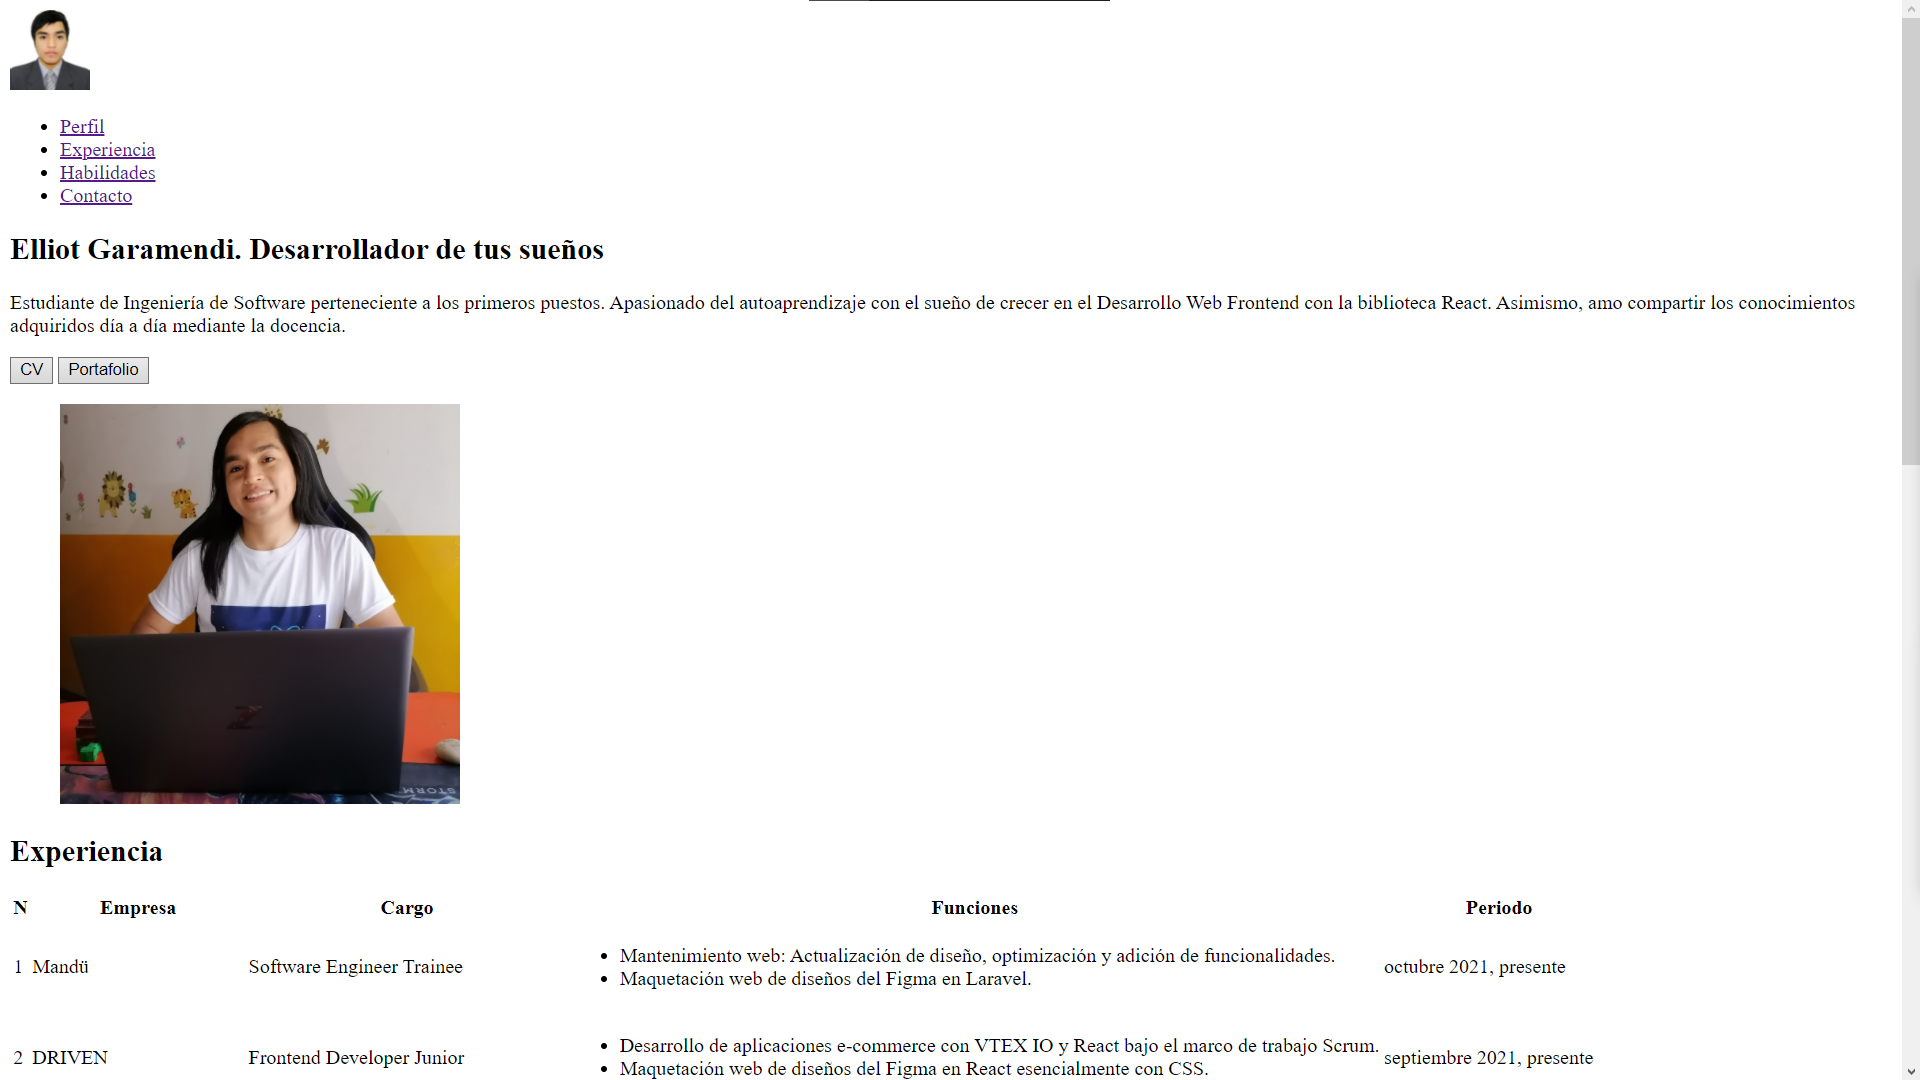 Perfil
Experiencia
Habilidades
Contacto
Elliot Garamendi. Desarrollador de tus sueños
Estudiante de Ingeniería de Software perteneciente a los primeros puestos. Apasionado del autoaprendizaje con el sueño de crecer en el Desarrollo Web Frontend con la biblioteca React. Asimismo, amo compartir los conocimientos
adquiridos día a día mediante la docencia.
CV Portafolio
STORM
Experiencia
N Empresa Cargo Funciones Periodo
1 Mandü Software Engineer Trainee
Mantenimiento web: Actualización de diseño, optimización y adición de funcionalidades.
Maquetación web de diseños del Figma en Laravel.
octubre 2021, presente
2 DRIVEN Frontend Developer Junior
Desarrollo de aplicaciones e-commerce con VTEX IO y React bajo el marco de trabajo Scrum.
Maquetación web de diseños del Figma en React esencialmente con CSS.
septiembre 2021, presente